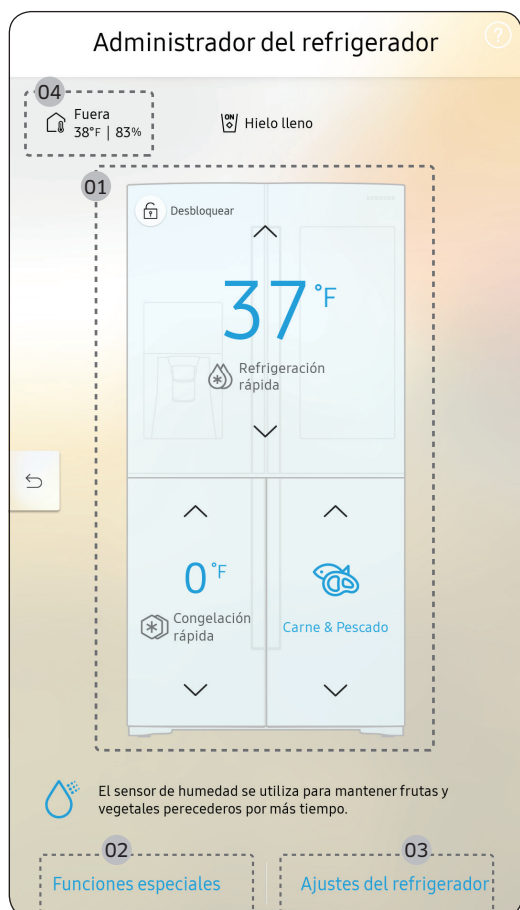 Administrador del refrigerador
?
04
Fuera
38°F | 83%
ON
Hielo lleno
01
Desbloquear
SAMSUNG
37°F
Refrigeración
rápida
0°F
Congelación
rápida
Carne & Pescado
El sensor de humedad se utiliza para mantener frutas y
vegetales perecederos por más tiempo.
02
03
Funciones especiales
Ajustes del refrigerador